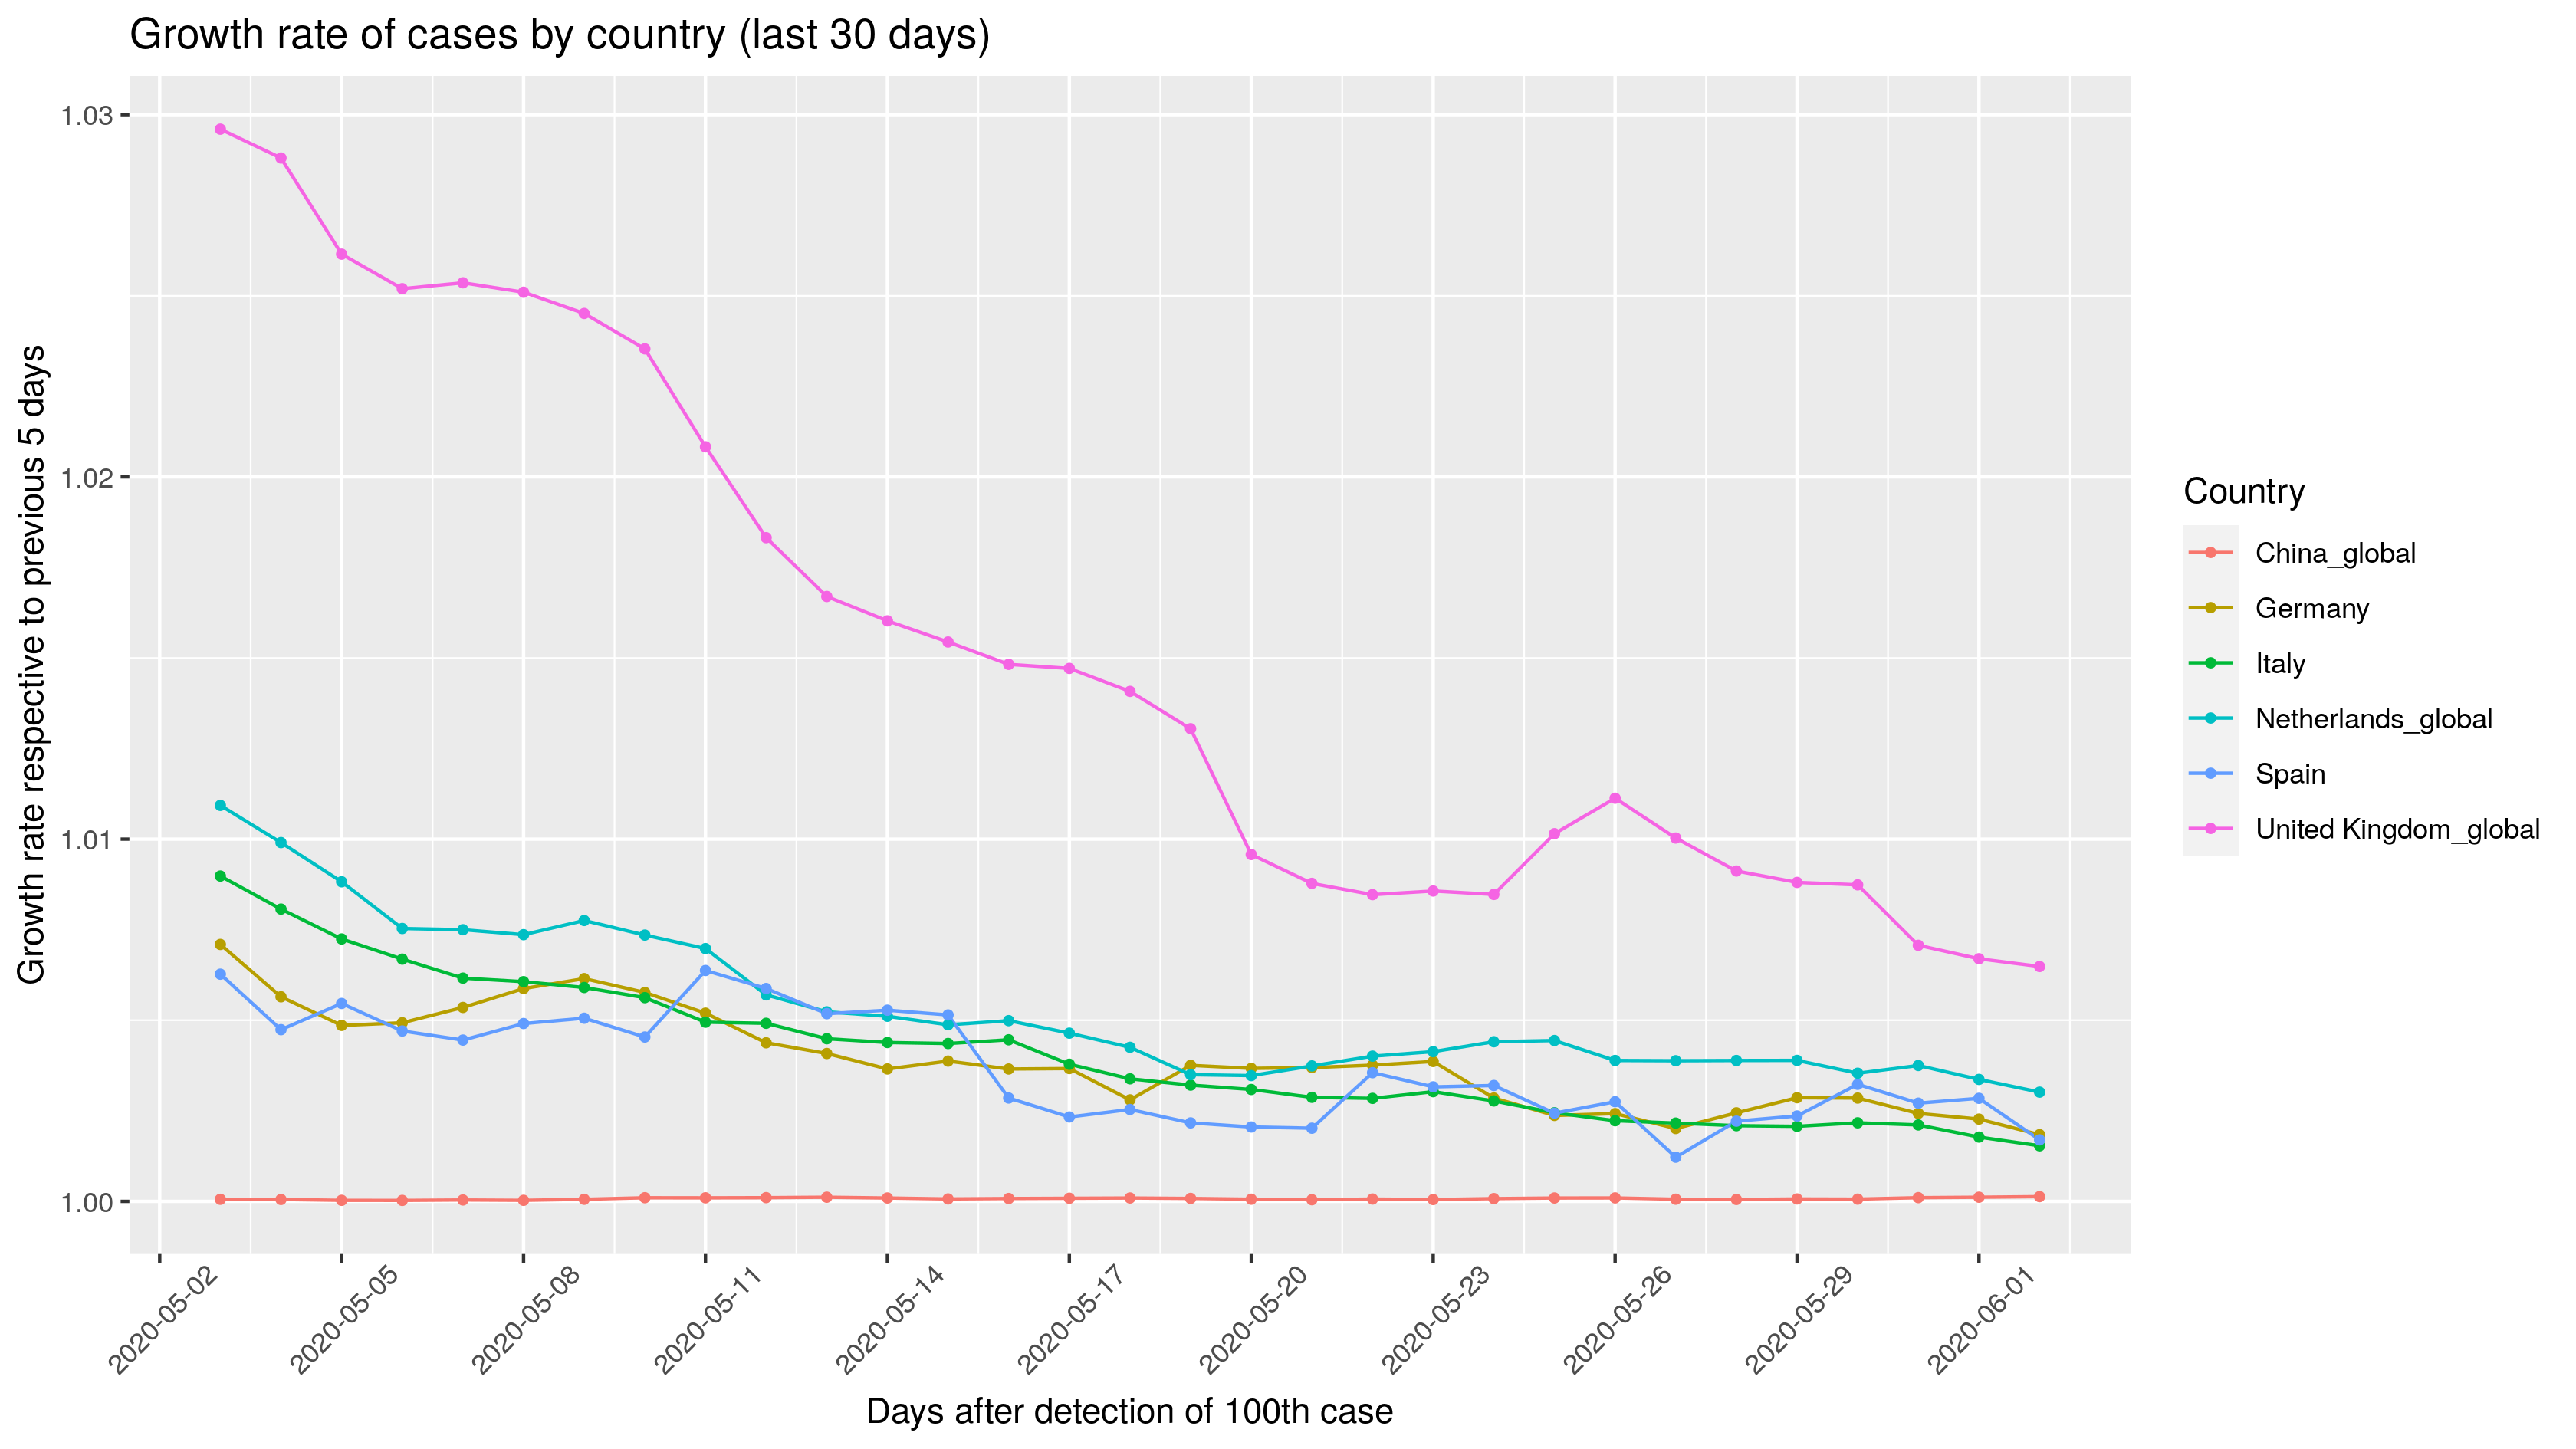 Growth rate of cases by country (last 30 days)
Growth rate respective to previous 5 days
1.03
1.02
1.01
1.00
2020-05-02
2020-05-05
2020-05-08
2020-05-11
2020-05-14
2020-05-17
2020-05-20
2020-05-23
2020-05-26
2020-05-29
2020-06-01
Days after detection of 100th case
Country
China_global
Germany
Italy
Netherlands_global
Spain
United Kingdom_global